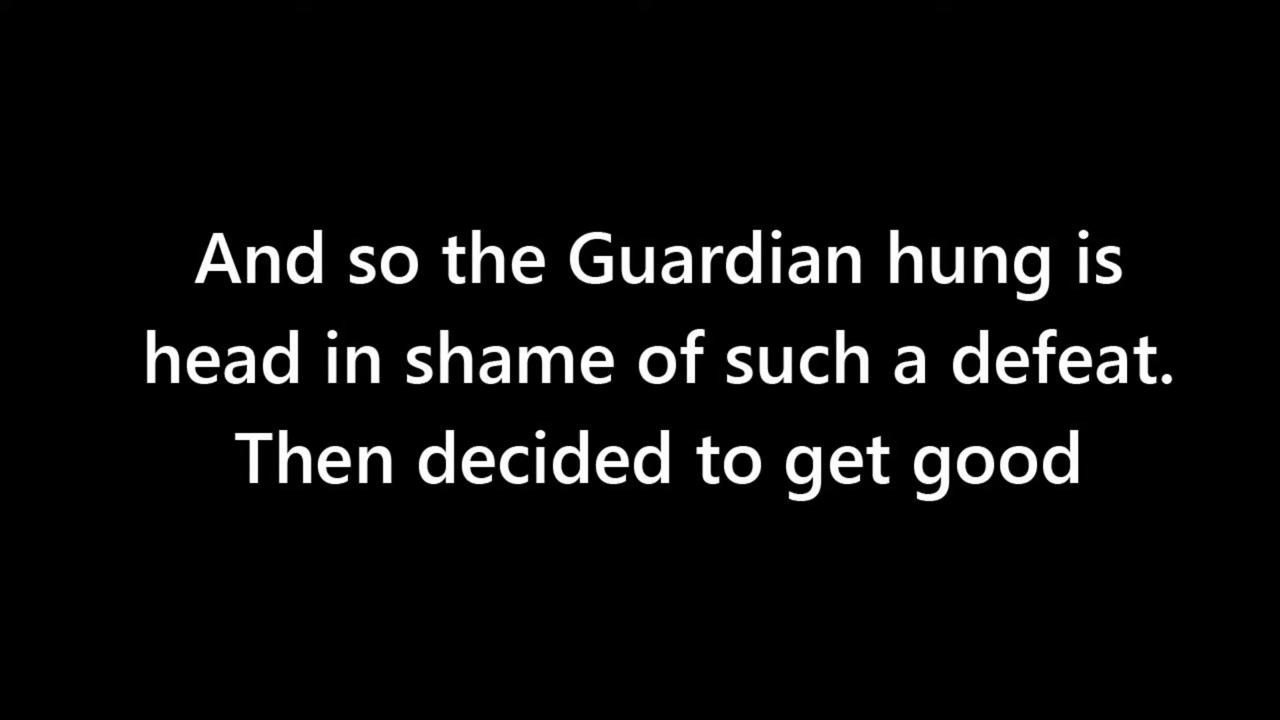 And so the Guardian hung is
head in shame of such a defeat.
Then decided to get good